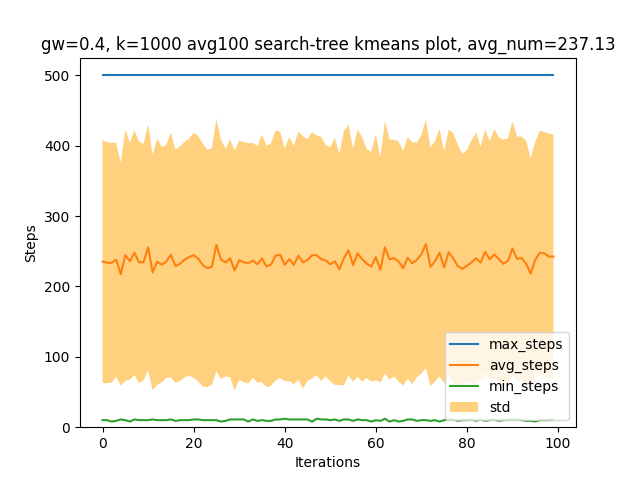 gw=0.4, k=1000 avg100 search-tree kmeans plot, avg_num=237.13
500
400
300
200
100
0
Steps
max_steps
avg_steps
min_steps
std
0 20 40 60 80 100
Iterations